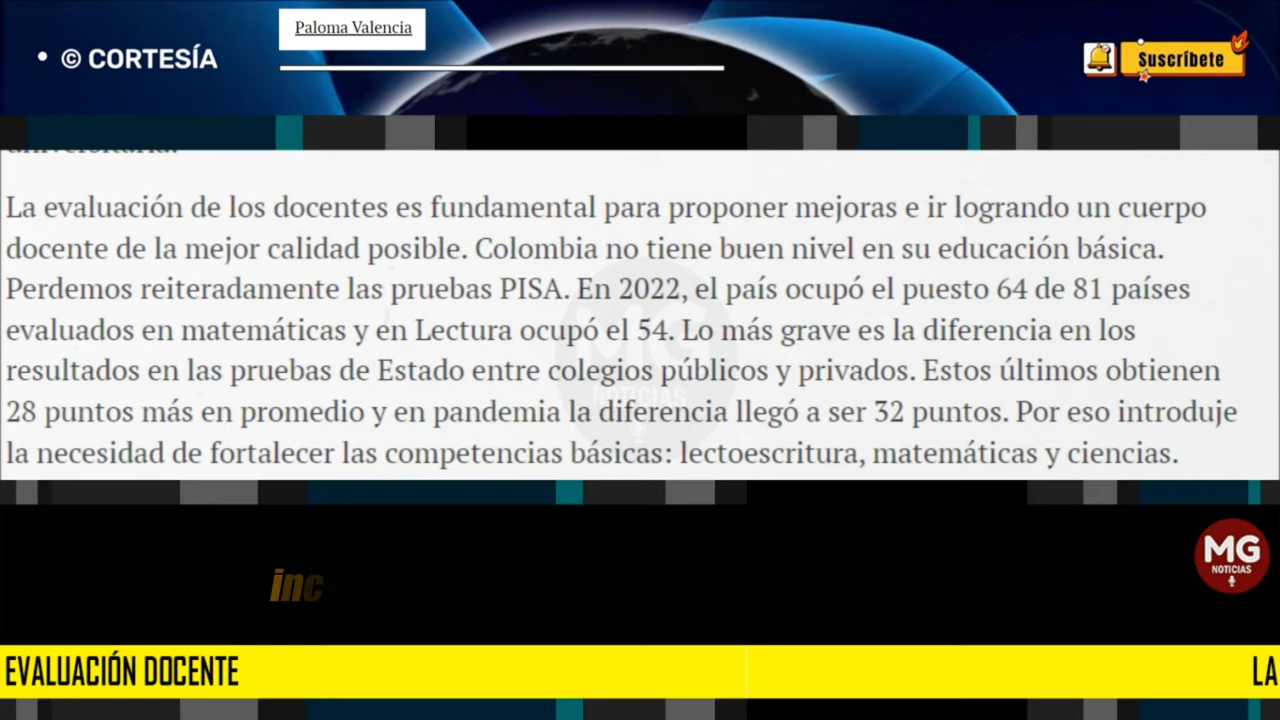 Paloma Valencia
• © CORTESÍA
Suscríbete
La evaluación de los docentes es fundamental para proponer mejoras e ir logrando un cuerpo
docente de la mejor calidad posible. Colombia no tiene buen nivel en su educación básica.
Perdemos reiteradamente las pruebas PISA. En 2022, el país ocupó el puesto 64 de 81 países
evaluados en matemáticas y en Lectura ocupó el 54. Lo más grave es la diferencia en los
resultados en las pruebas de Estado entre colegios públicos y privados. Estos últimos obtienen
28 puntos más en promedio y en pandemia la diferencia llegó a ser 32 puntos. Por eso introduje
la necesidad de fortalecer las competencias básicas: lectoescritura, matemáticas y ciencias.
MG
NOTICIAS
inc
MG
NOTICIAS
EVALUACIÓN DOCENTE
LA